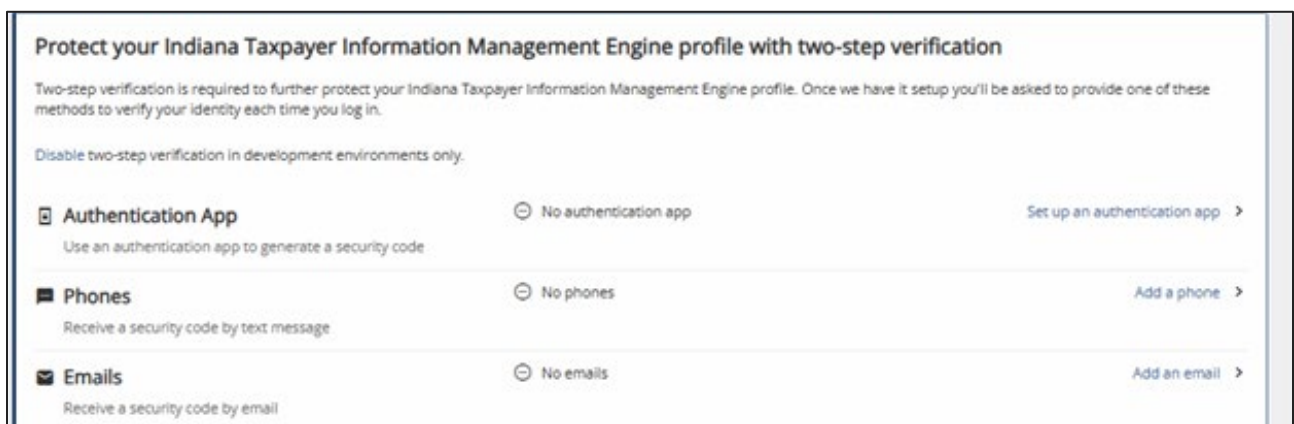 Protect your Indiana Taxpayer Information Management Engine profile with two-step verification
Two-step verification is required to further protect your Indiana Taxpayer Information Management Engine profile. Once we have it setup you'll be asked to provide one of these
methods to verify your identity each time you log in.
Disable two-step verification in development environments only.
Authentication App
No authentication app
Set up an authentication app
Use an authentication app to generate a security code
Phones
No phones
Add a phone
Receive a security code by text message
Emails
No emails
Add an email
Receive a security code by email